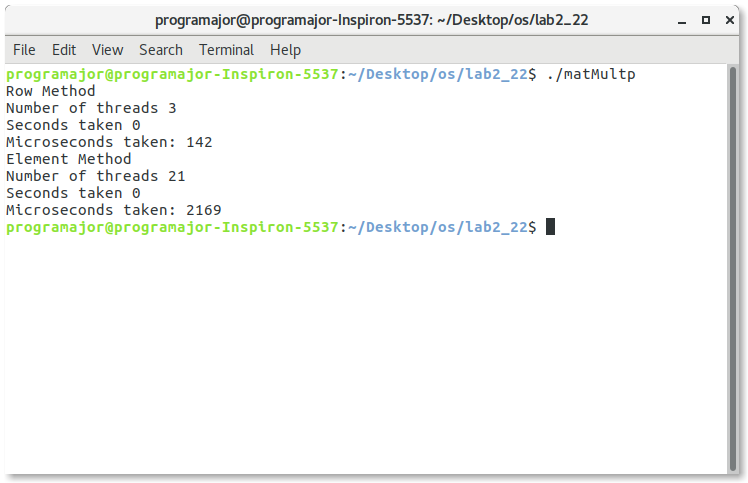 programajor@programajor-Inspiron-5537: ~/Desktop/os/lab2_22
File Edit View Search Terminal Help
programajor@programajor-Inspiron-5537:~/Desktop/os/lab2_22$ ./matMultp
Row Method
Number of threads 3
Seconds taken 0
Microseconds taken: 142
Element Method
Number of threads 21
Seconds taken 0
Microseconds taken: 2169
programajor@programajor-Inspiron-5537:~/Desktop/os/lab2_22$